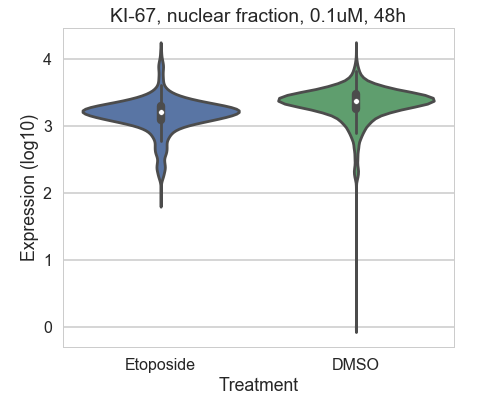 KI-67, nuclear fraction, 0.1uM, 48h
Expression (log10)
4
3
2
1
0
Etoposide DMSO
Treatment